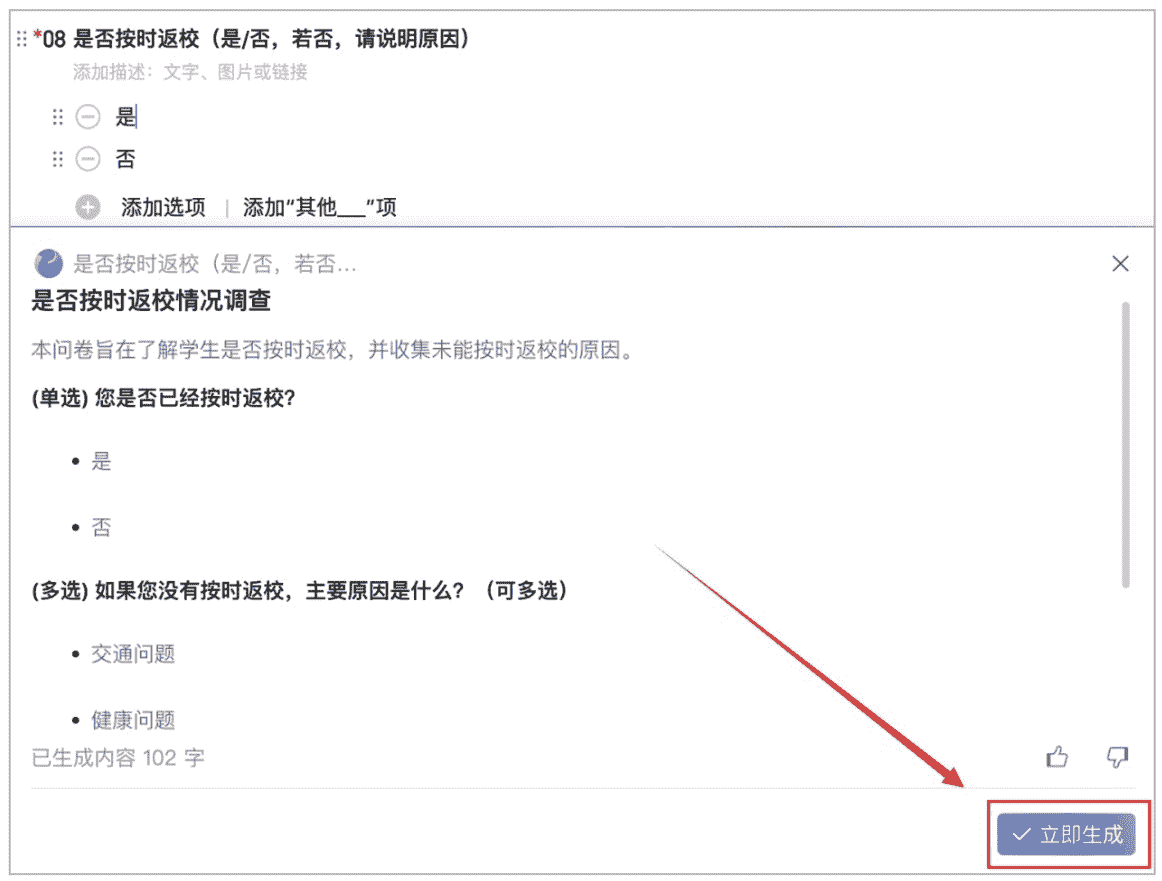 *08 是否按时返校（是/否，若否，请说明原因）
添加描述：文字、图片或链接
是
否
添加选项 | 添加“其他___”项
是否按时返校（是/否，若否...
是否按时返校情况调查
本问卷旨在了解学生是否按时返校，并收集未能按时返校的原因。
(单选) 您是否已经按时返校?
• 是
• 否
(多选) 如果您没有按时返校，主要原因是什么? （可多选）
• 交通问题
• 健康问题
已生成内容 102 字
立即生成